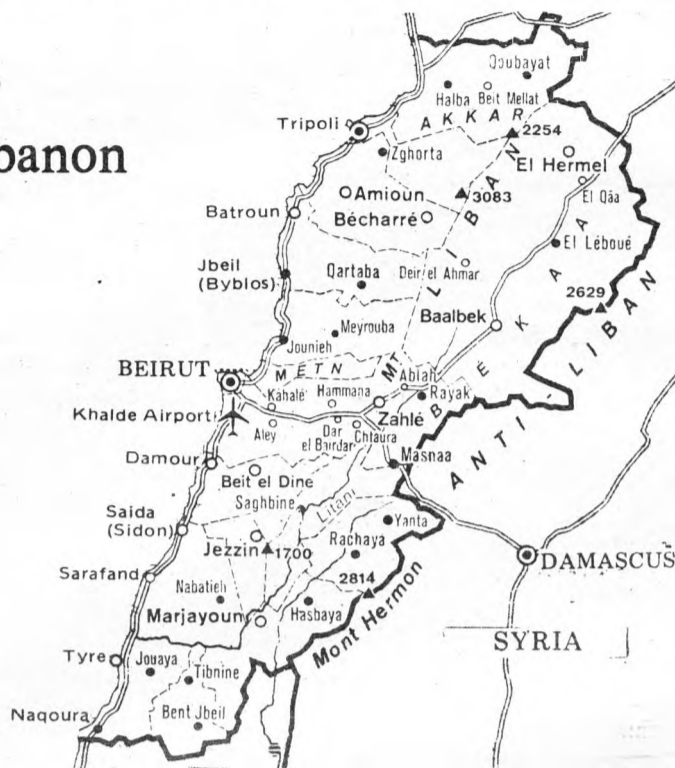 banon
Qoubayat
Halba
Beit Mellat
AKKAR
Tripoli
2254
Zghorta
El Hermel
El Qâa
Amioun
3083
Batroun
Bécharré
El Léboué
Jbeil
(Byblos)
Qartaba
Deir el Ahmar
2629
Baalbek
Meyrouba
Jounieh
MT LIBAN
BÉKAA
ANTI LIBAN
BEIRUT
METN
Ablah
Kahalé
Hammana
Rayak
Zahlé
Khalde Airport
Aley
Dar
el Baidar
Chtaura
Damour
Masnaa
Beit el Dine
Saghbine
Litani
Saida
(Sidon)
Yanta
Jezzin
1700
Rachaya
DAMASCUS
Sarafand
2814
Nabatieh
Marjayoun
Hasbaya
Mont Hermon
SYRIA
Tyre
Jouaya
Tibnine
Naqoura
Bent Jbeil